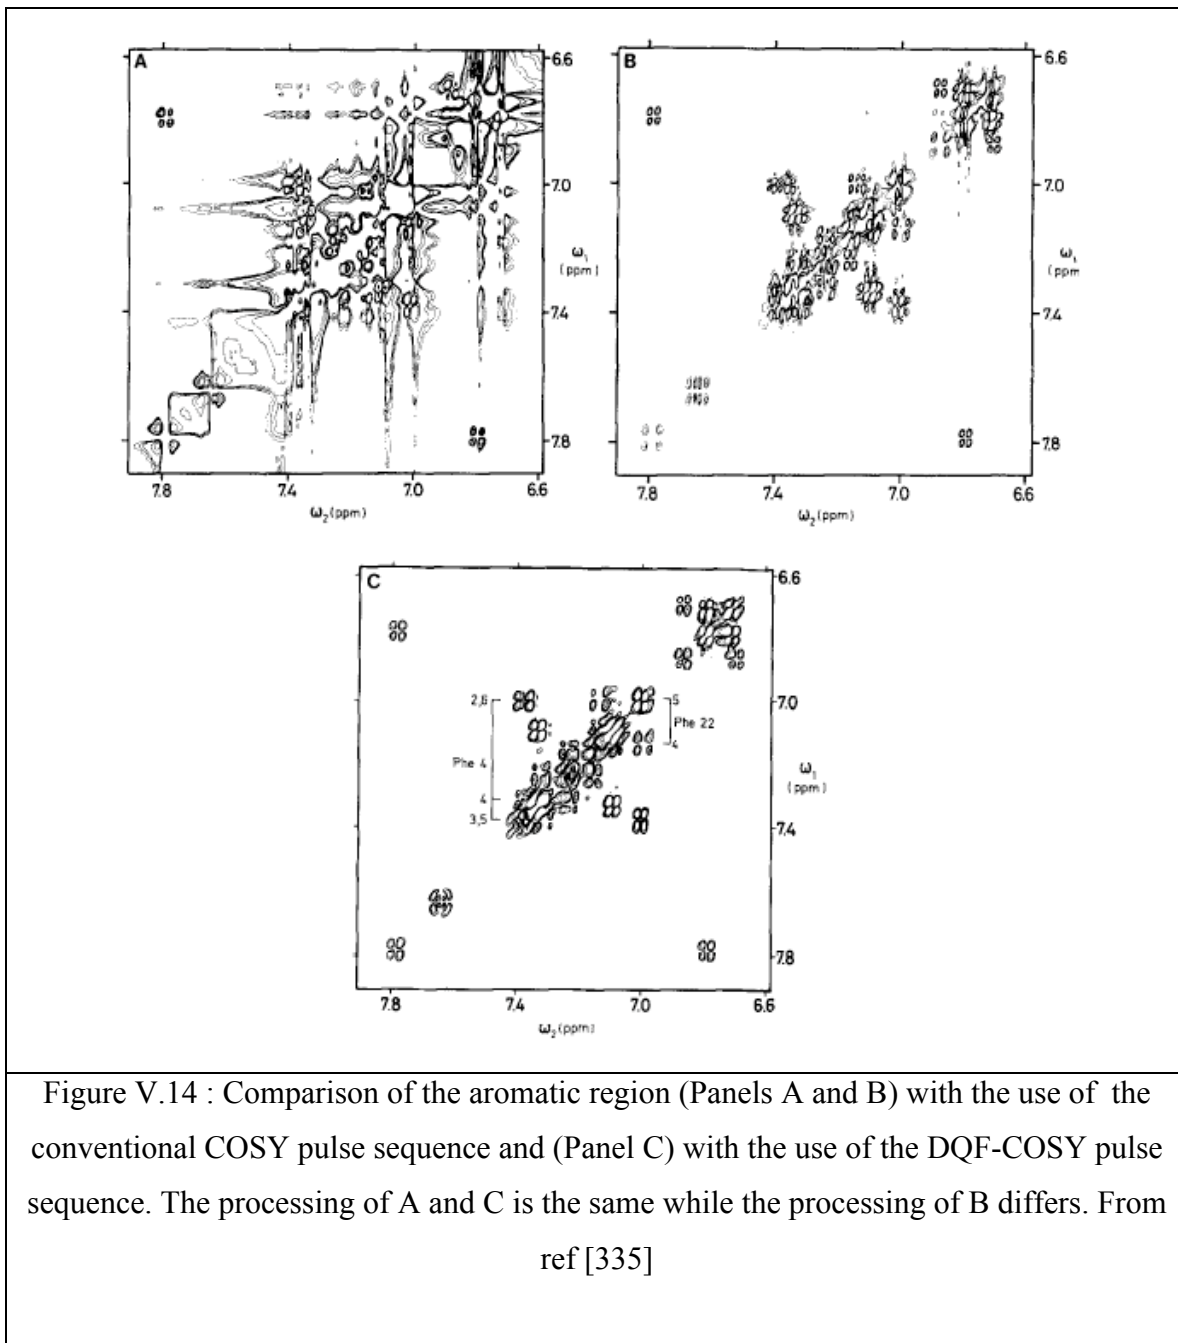 A
6.6
7.0
ω₁
(ppm)
7.4
7.8
7.8 7.4 7.0 6.6
ω₂(ppm)
B
6.6
7.0
ω₁
(ppm
7.4
7.8
7.8 7.4 7.0 6.6
ω₂(ppm)
C
6.6
7.0
ω₁
(ppm)
7.4
7.8
2,6
Phe 4
4
3,5
5
Phe 22
4
7.8 7.4 7.0 6.6
ω₂(ppm)
Figure V.14 : Comparison of the aromatic region (Panels A and B) with the use of the
conventional COSY pulse sequence and (Panel C) with the use of the DQF-COSY pulse
sequence. The processing of A and C is the same while the processing of B differs. From
ref [335]